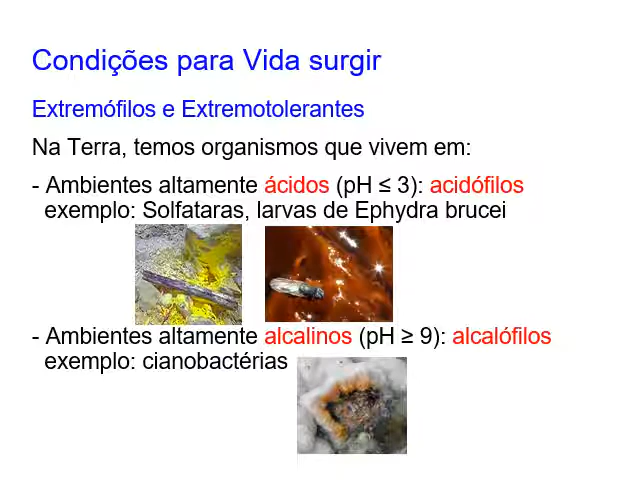 Condições para Vida surgir
Extremófilos e Extremotolerantes
Na Terra, temos organismos que vivem em:
- Ambientes altamente ácidos (pH ≤ 3): acidófilos
exemplo: Solfataras, larvas de Ephydra brucei
- Ambientes altamente alcalinos (pH ≥ 9): alcalófilos
exemplo: cianobactérias